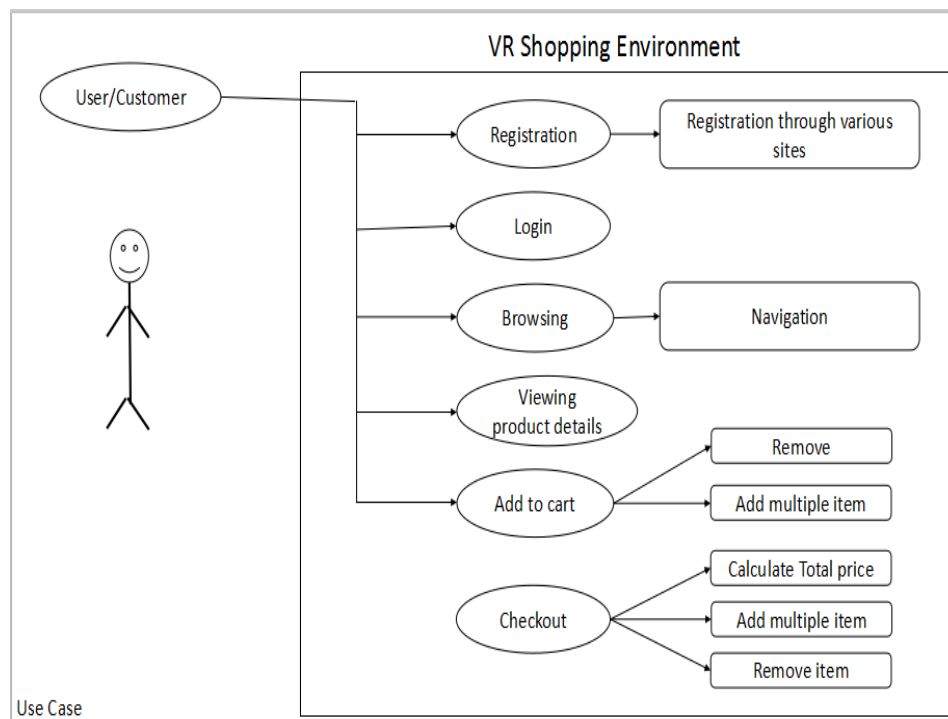 VR Shopping Environment
User/Customer
Registration
Registration through various
sites
Login
Browsing
Navigation
Viewing
product details
Remove
Add to cart
Add multiple item
Calculate Total price
Checkout
Add multiple item
Remove item
Use Case